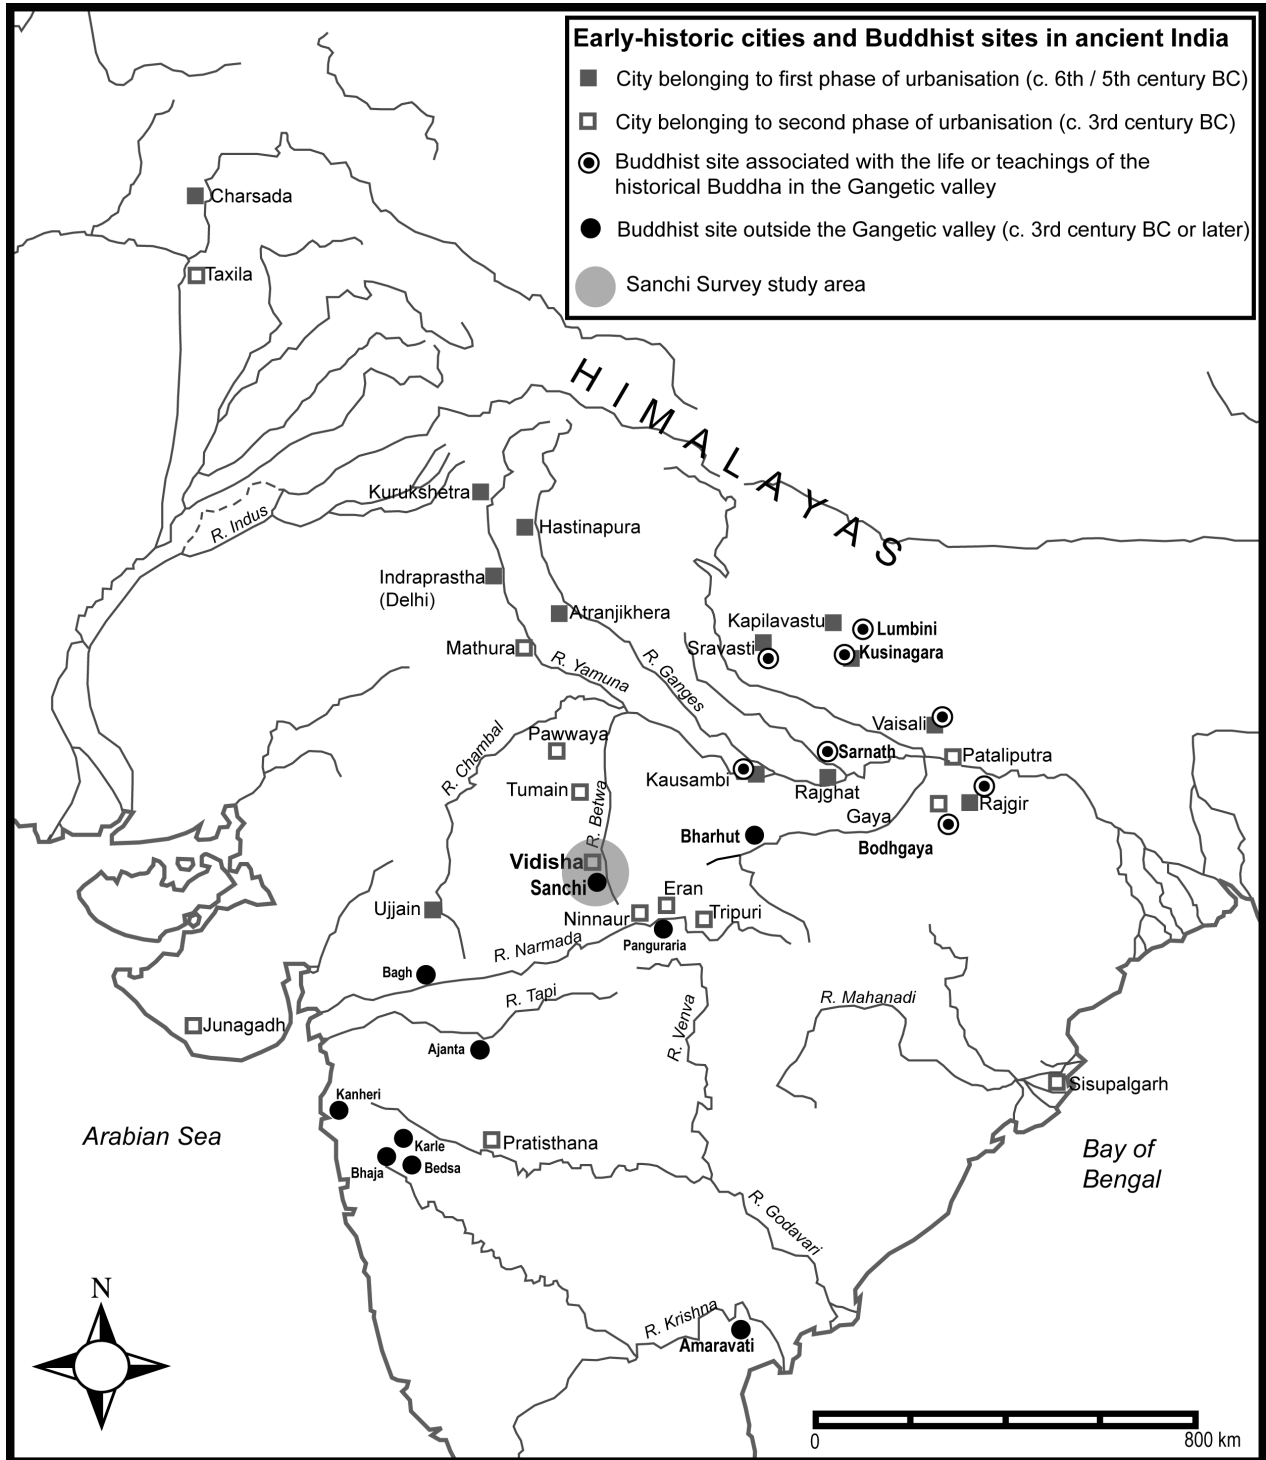 Early-historic cities and Buddhist sites in ancient India
City belonging to first phase of urbanisation (c. 6th / 5th century BC)
City belonging to second phase of urbanisation (c. 3rd century BC)
Buddhist site associated with the life or teachings of the
historical Buddha in the Gangetic valley
Buddhist site outside the Gangetic valley (c. 3rd century BC or later)
Sanchi Survey study area
Charsada
Taxila
HIMALAYAS
Kurukshetra
R. Indus
Hastinapura
Indraprastha
(Delhi)
Atranjikhera
Kapilavastu
Lumbini
Mathura
Sravasti
Kusinagara
R. Yamuna
R. Ganges
Vaisali
R. Chambal
Pawwaya
Sarnath
Pataliputra
Kausambi
Tumain
R. Betwa
Rajghat
Rajgir
Gaya
Bharhut
Bodhgaya
Vidisha
Sanchi
Eran
Ujjain
Ninnaur
Tripuri
R. Narmada
Panguraria
Bagh
R. Tapi
R. Venva
R. Mahanadi
Junagadh
Ajanta
Sisupalgarh
Kanheri
Arabian Sea
Karle
Pratisthana
Bhaja
Bedsa
Bay of
Bengal
R. Godavari
N
R. Krishna
Amaravati
0
800 km